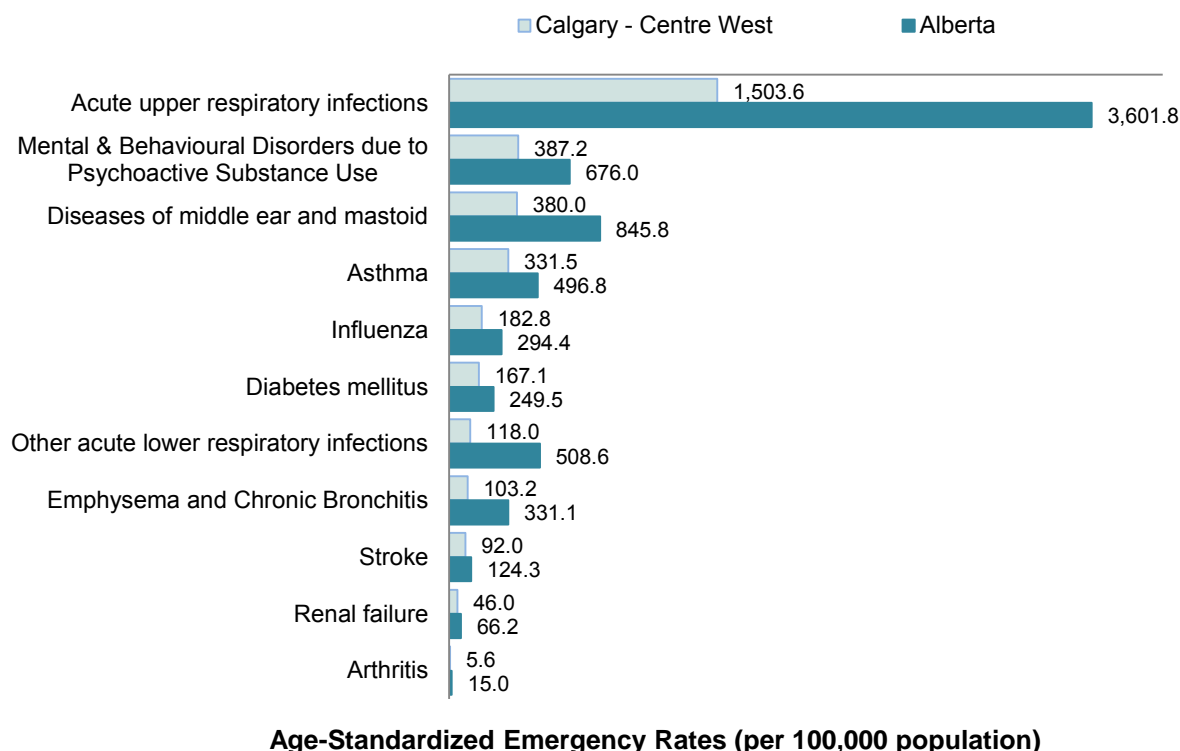 Calgary - Centre West Alberta
Acute upper respiratory infections 1,503.6
3,601.8
Mental & Behavioural Disorders due to
Psychoactive Substance Use
387.2
676.0
Diseases of middle ear and mastoid 380.0
845.8
Asthma 331.5
496.8
Influenza 182.8
294.4
Diabetes mellitus 167.1
249.5
Other acute lower respiratory infections 118.0
508.6
Emphysema and Chronic Bronchitis 103.2
331.1
Stroke 92.0
124.3
Renal failure 46.0
66.2
Arthritis 5.6
15.0
Age-Standardized Emergency Rates (per 100,000 population)